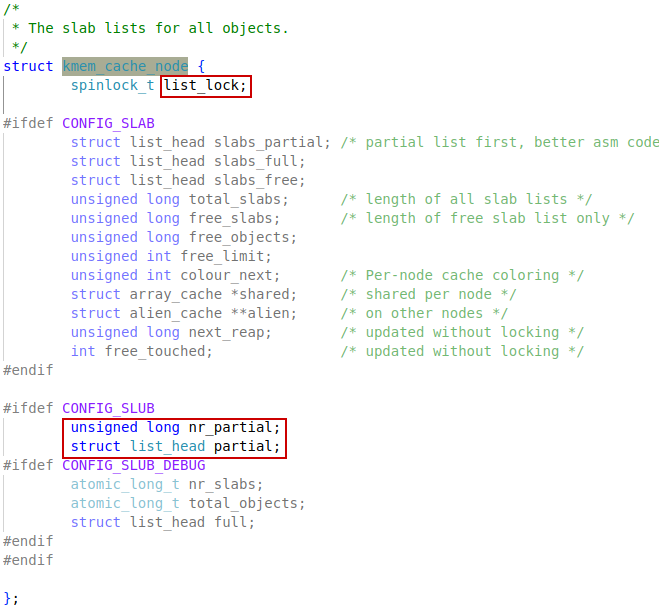 /*
 * The slab lists for all objects.
 */
struct kmem_cache_node {
        spinlock_t list_lock;

#ifdef CONFIG_SLAB
        struct list_head slabs_partial; /* partial list first, better asm code
        struct list_head slabs_full;
        struct list_head slabs_free;
        unsigned long total_slabs;      /* length of all slab lists */
        unsigned long free_slabs;       /* length of free slab list only */
        unsigned long free_objects;
        unsigned int free_limit;
        unsigned int colour_next;       /* Per-node cache coloring */
        struct array_cache *shared;     /* shared per node */
        struct alien_cache **alien;     /* on other nodes */
        unsigned long next_reap;        /* updated without locking */
        int free_touched;               /* updated without locking */
#endif

#ifdef CONFIG_SLUB
        unsigned long nr_partial;
        struct list_head partial;
#ifdef CONFIG_SLUB_DEBUG
        atomic_long_t nr_slabs;
        atomic_long_t total_objects;
        struct list_head full;
#endif
#endif

};